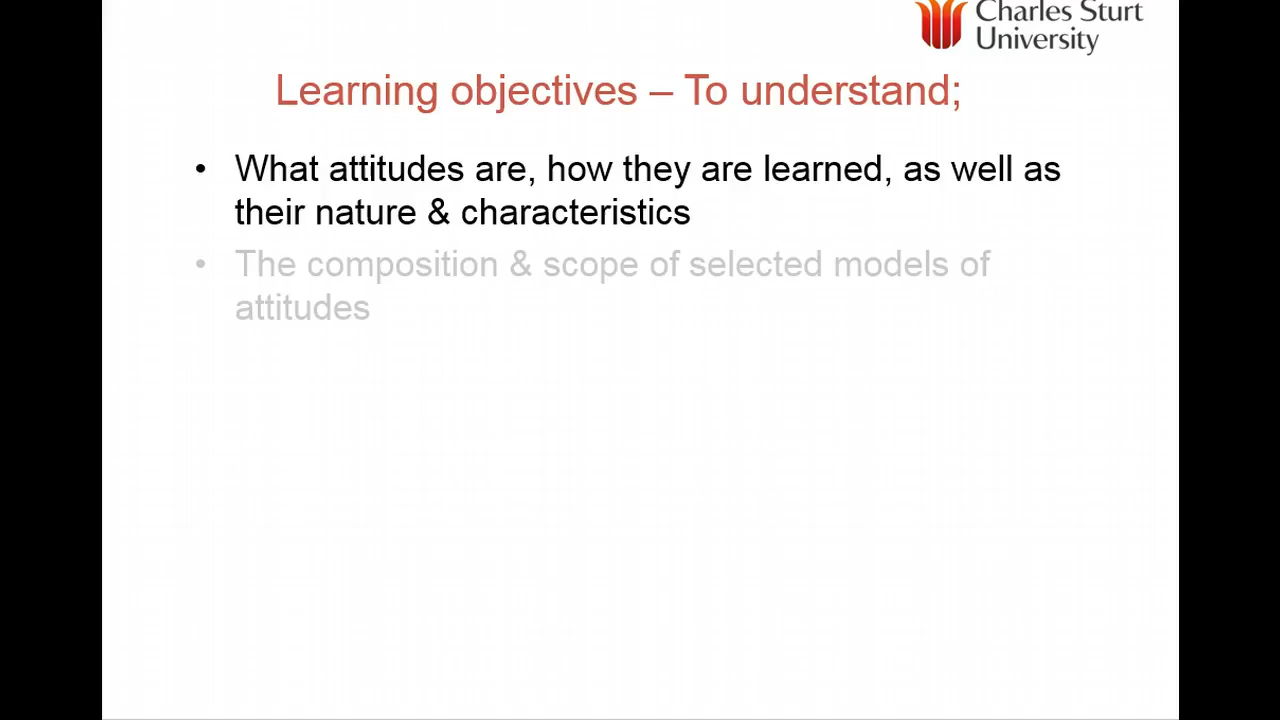 Charles Sturt
University
Learning objectives – To understand;
• What attitudes are, how they are learned, as well as
their nature & characteristics
• The composition & scope of selected models of
attitudes